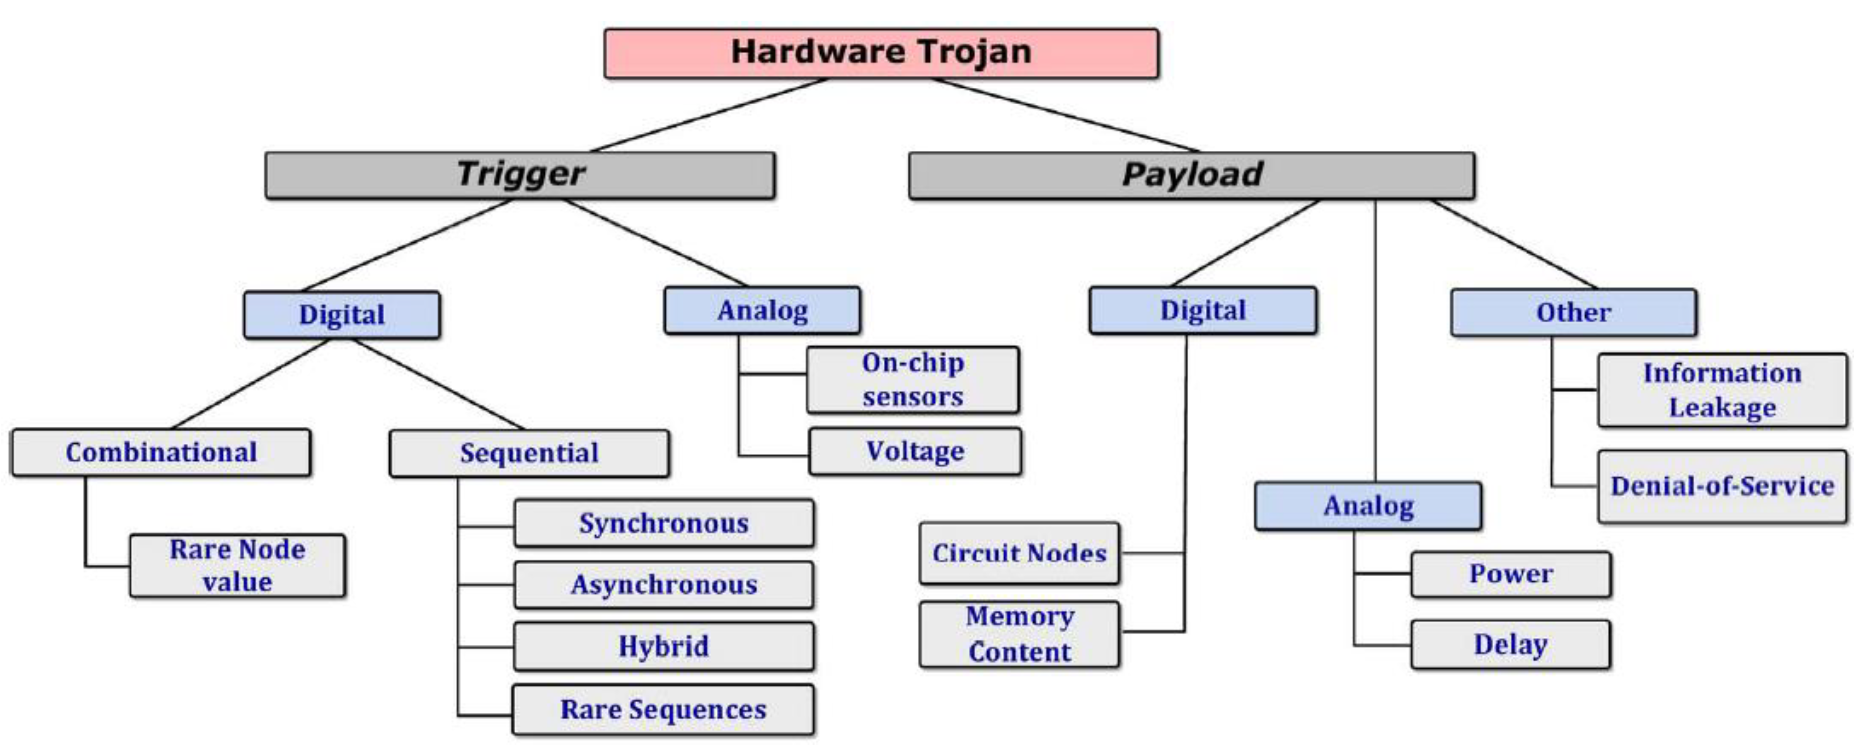 Hardware Trojan
Trigger
Payload
Digital
Analog
Digital
Other
On-chip
sensors
Information
Leakage
Combinational
Sequential
Voltage
Denial-of-Service
Analog
Synchronous
Rare Node
value
Circuit Nodes
Power
Asynchronous
Memory
Content
Hybrid
Delay
Rare Sequences